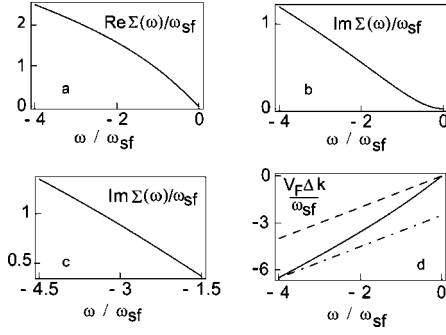 Re Σ(ω)/ω_sf
2
1
0
a
-4 -2 0
ω / ω_sf
Im Σ(ω)/ω_sf
1
0
b
-4 -2 0
ω / ω_sf
Im Σ(ω)/ω_sf
1
0.5
c
-4.5 -3 -1.5
ω / ω_sf
V_F Δ k
ω_sf
0
-3
-6
d
-4 -2 0
ω / ω_sf